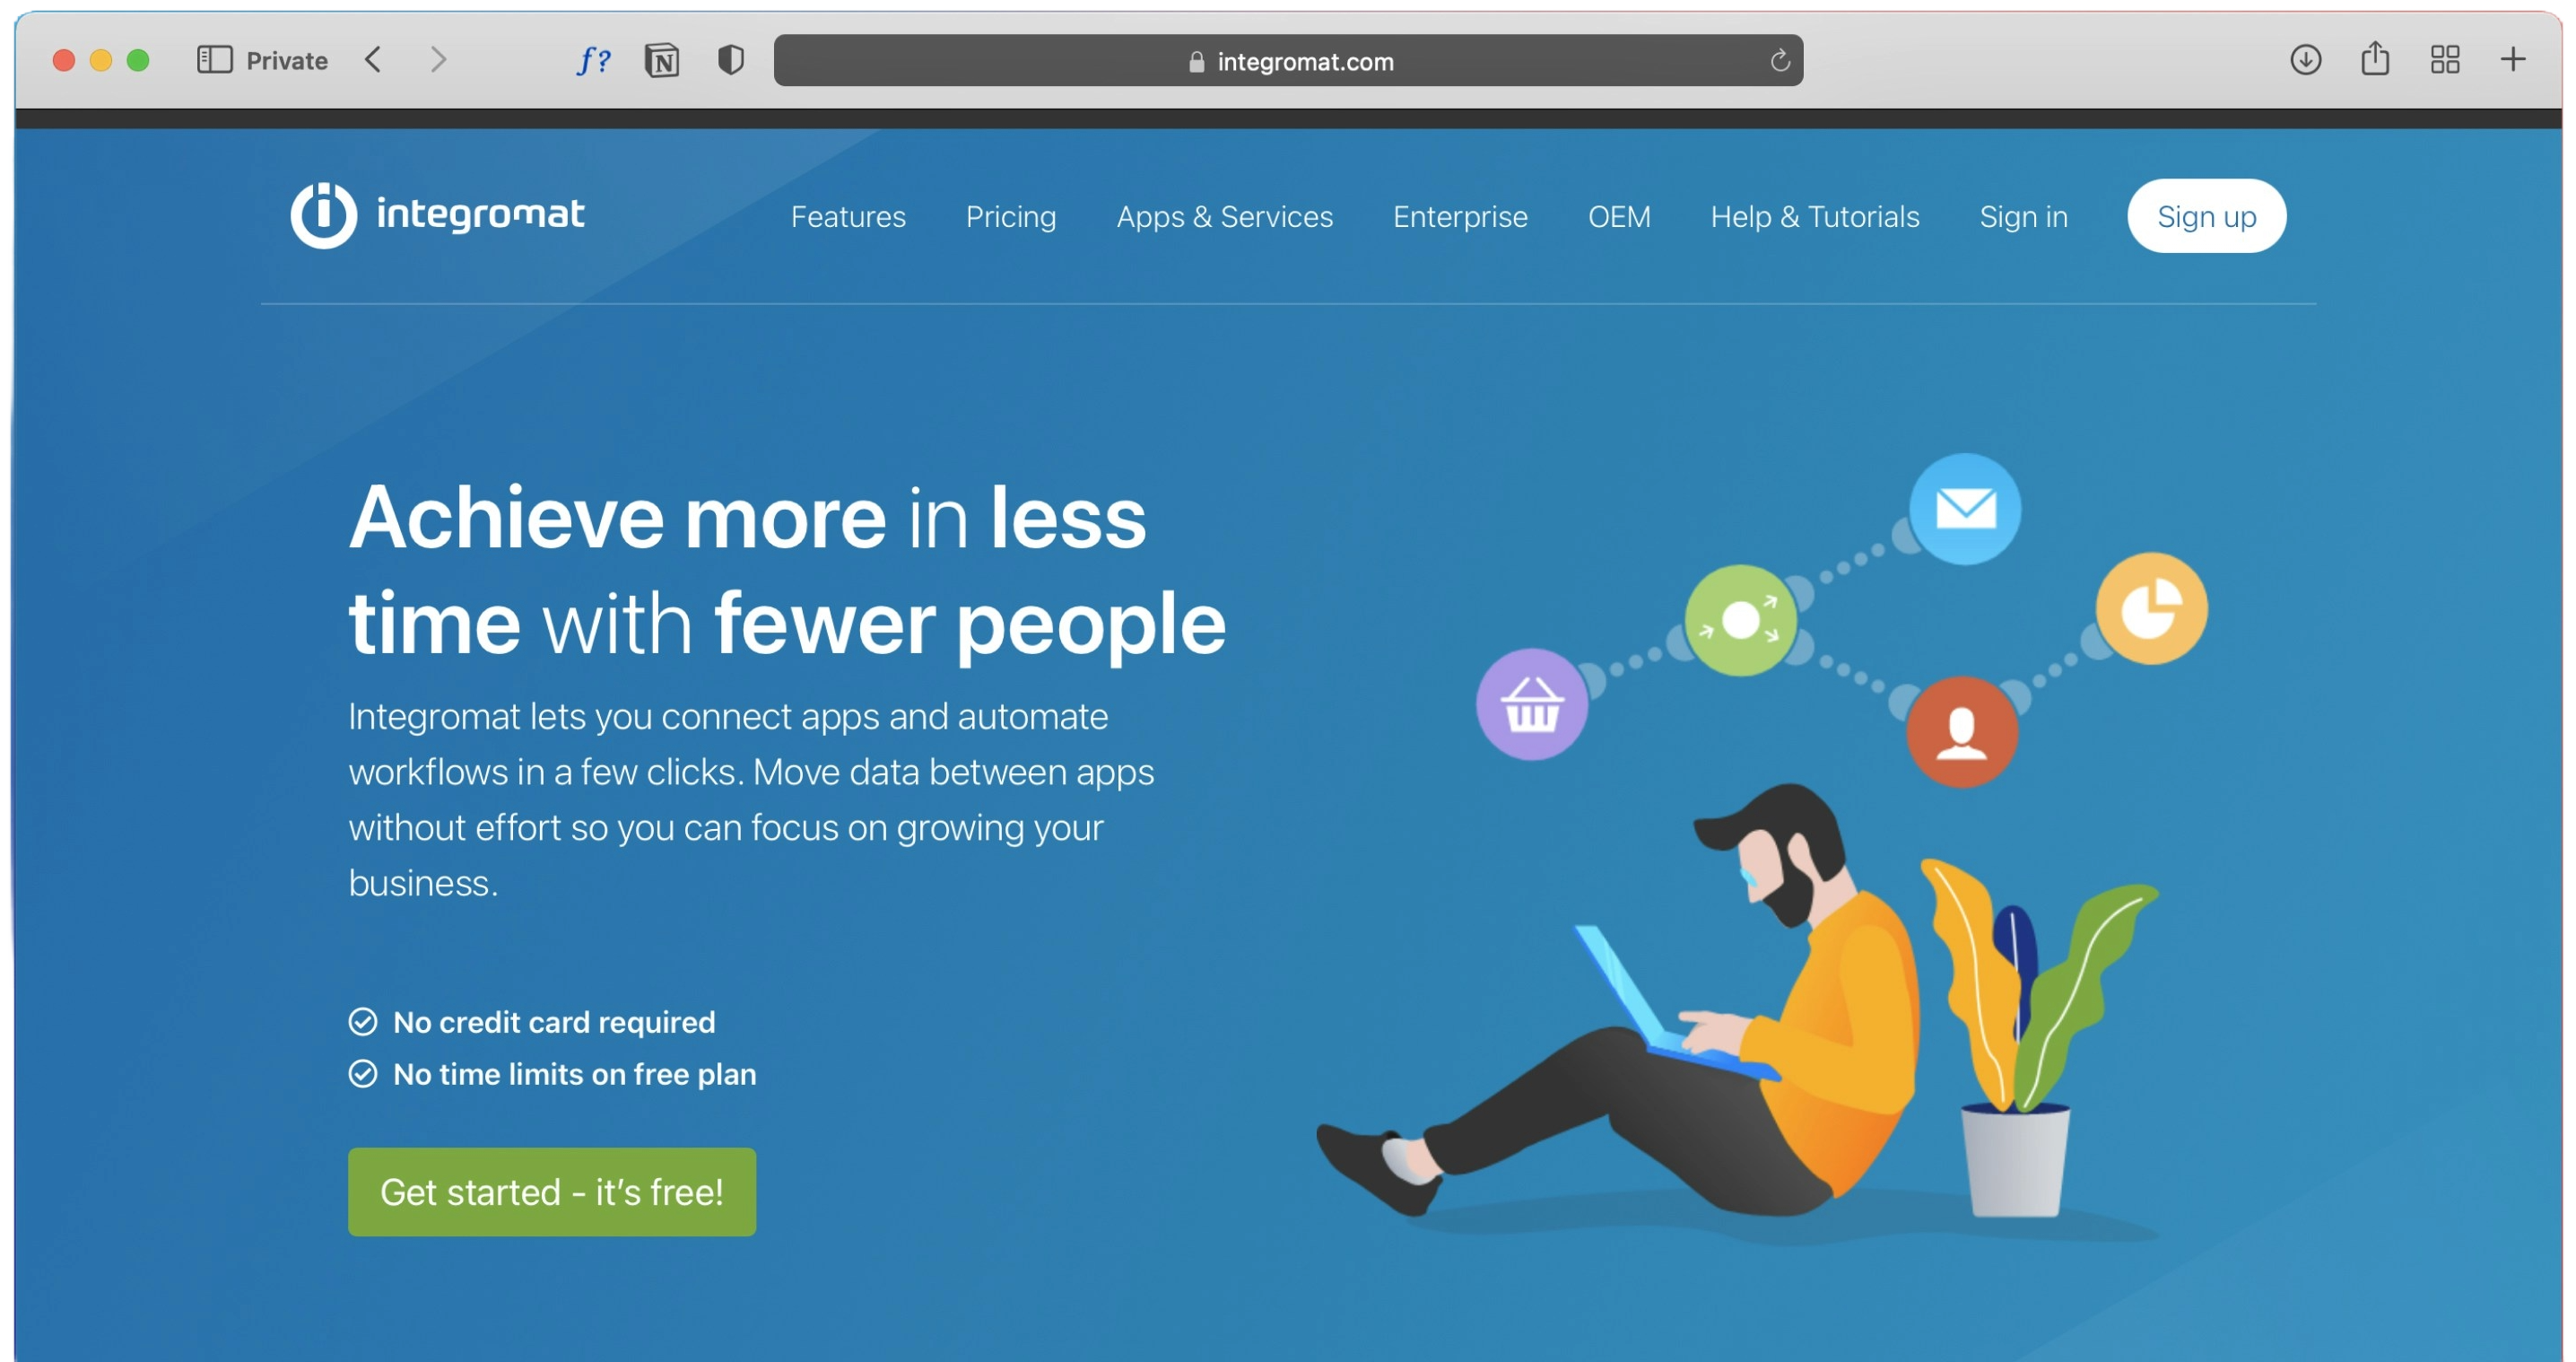 Private
f?
N
integromat.com
integromat
Features
Pricing
Apps & Services
Enterprise
OEM
Help & Tutorials
Sign in
Sign up
Achieve more in less
time with fewer people
Integromat lets you connect apps and automate
workflows in a few clicks. Move data between apps
without effort so you can focus on growing your
business.
No credit card required
No time limits on free plan
Get started - it’s free!